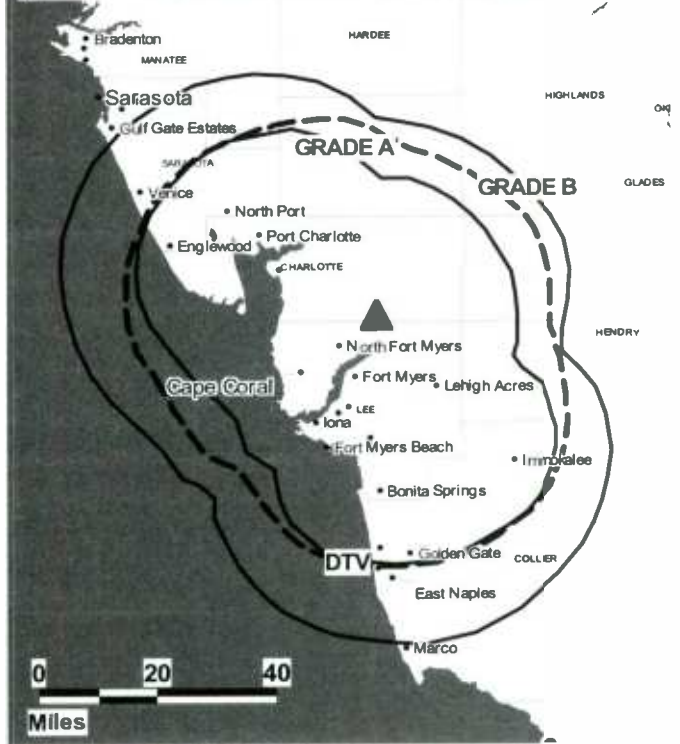 HARDEE
Bradenton
MANATEE
Sarasota
HIGHLANDS
Gulf Gate Estates
GRADE A
SARASOTA
GRADE B
GLADES
Venice
North Port
Port Charlotte
Englewood
CHARLOTTE
HENDRY
North Fort Myers
Fort Myers
Cape Coral
Lehigh Acres
LEE
Iona
Fort Myers Beach
Immokalee
Bonita Springs
Golden Gate
COLLIER
DTV
East Naples
Marco
0 20 40
Miles